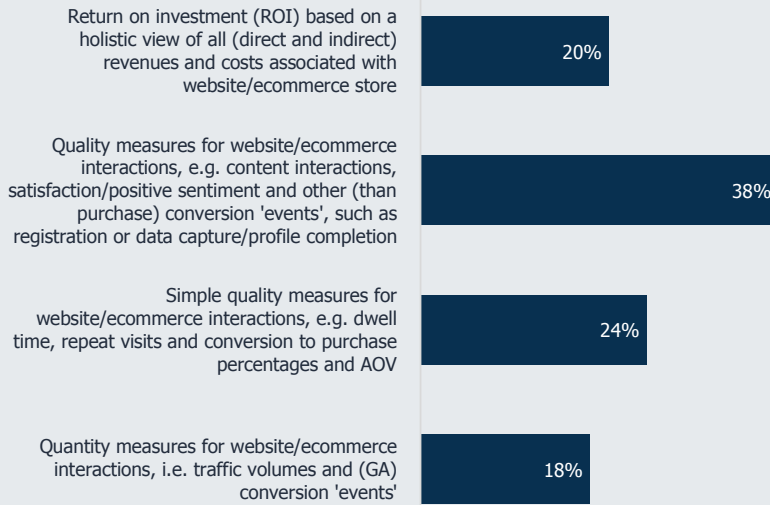 Return on investment (ROI) based on a
holistic view of all (direct and indirect)
revenues and costs associated with
website/ecommerce store
20%
Quality measures for website/ecommerce
interactions, e.g. content interactions,
satisfaction/positive sentiment and other (than
purchase) conversion 'events', such as
registration or data capture/profile completion
38%
Simple quality measures for
website/ecommerce interactions, e.g. dwell
time, repeat visits and conversion to purchase
percentages and AOV
24%
Quantity measures for website/ecommerce
interactions, i.e. traffic volumes and (GA)
conversion 'events'
18%